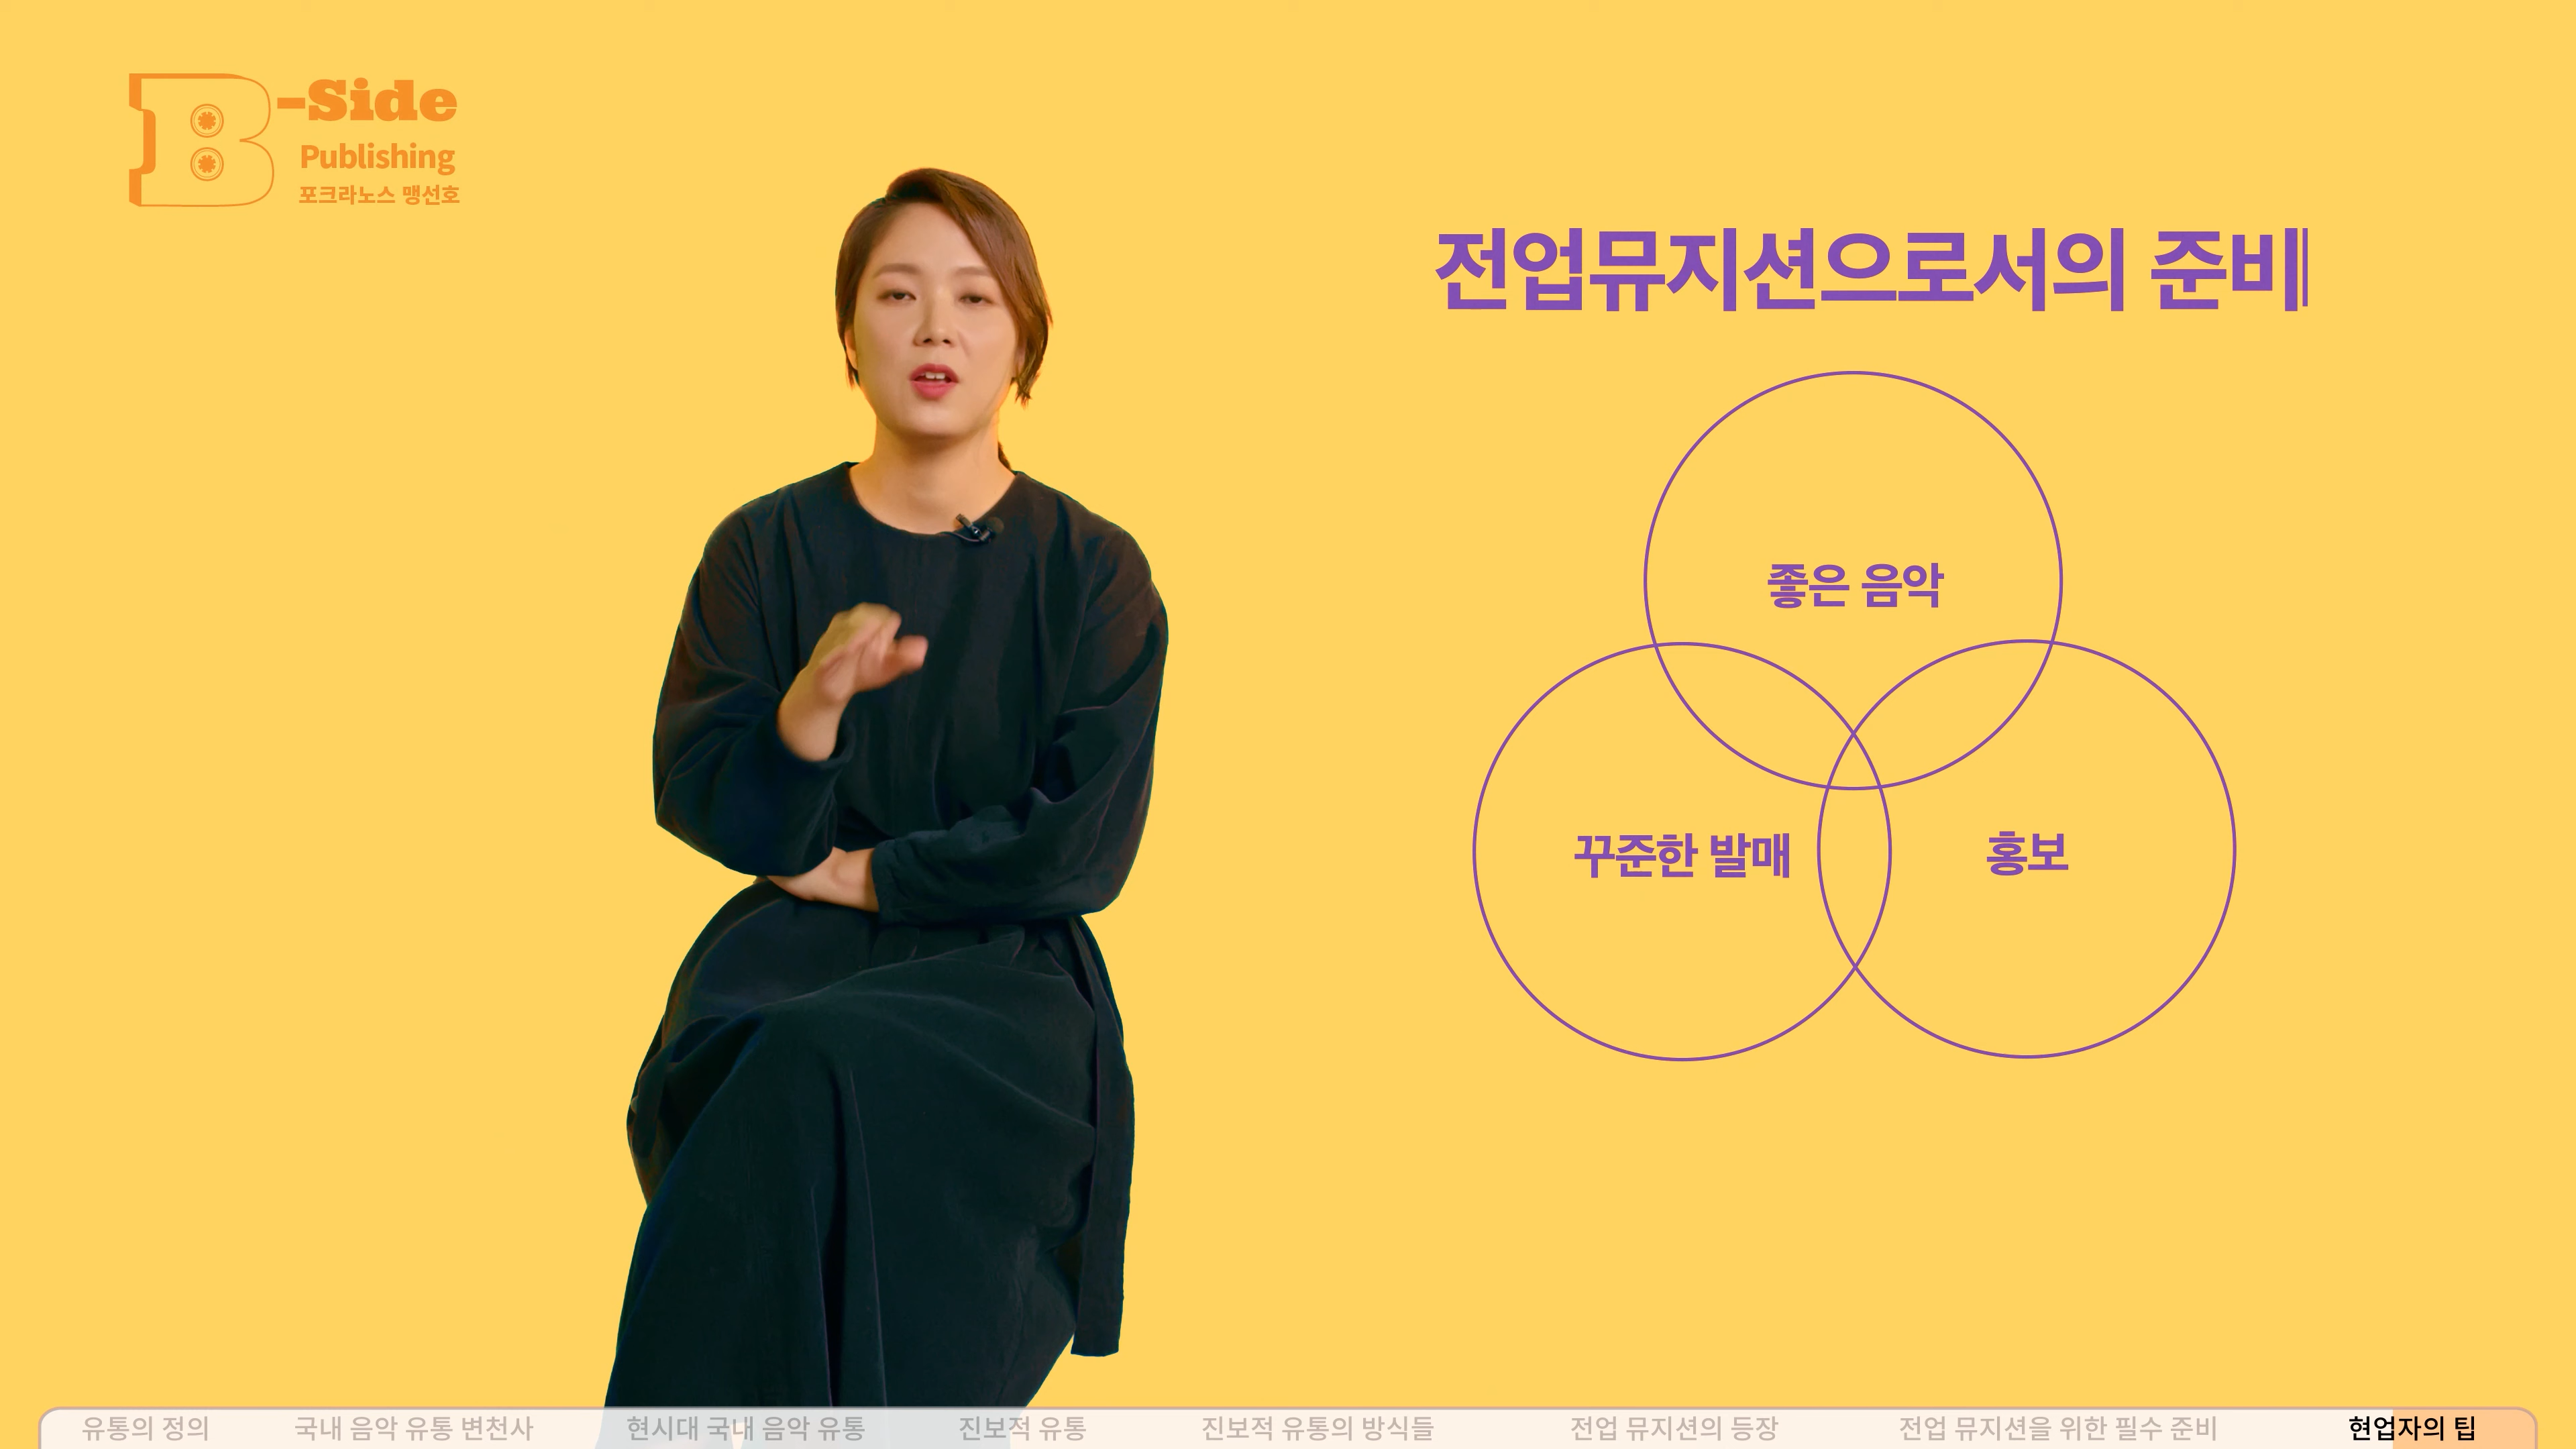 B-Side
Publishing
포크라노스 맹선호
전업뮤지션으로서의 준비
좋은 음악
꾸준한 발매
홍보
유통의 정의
국내 음악 유통 변천사
현시대 국내 음악 유통
진보적 유통
진보적 유통의 방식들
전업 뮤지션의 등장
전업 뮤지션을 위한 필수 준비
현업자의 팁